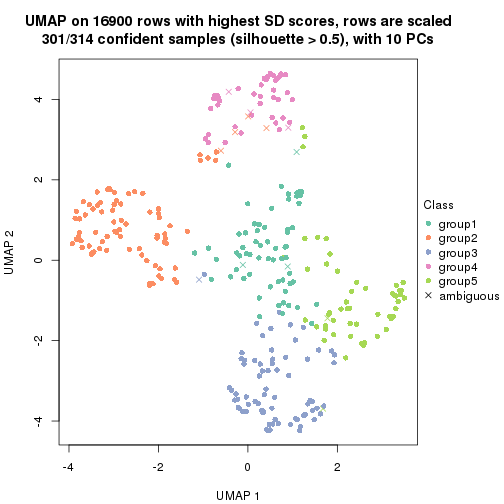 UMAP on 16900 rows with highest SD scores, rows are scaled
301/314 confident samples (silhouette > 0.5), with 10 PCs
4
2
0
-2
-4
UMAP 2
-4
-2
0
2
UMAP 1
Class
group1
group2
group3
group4
group5
ambiguous